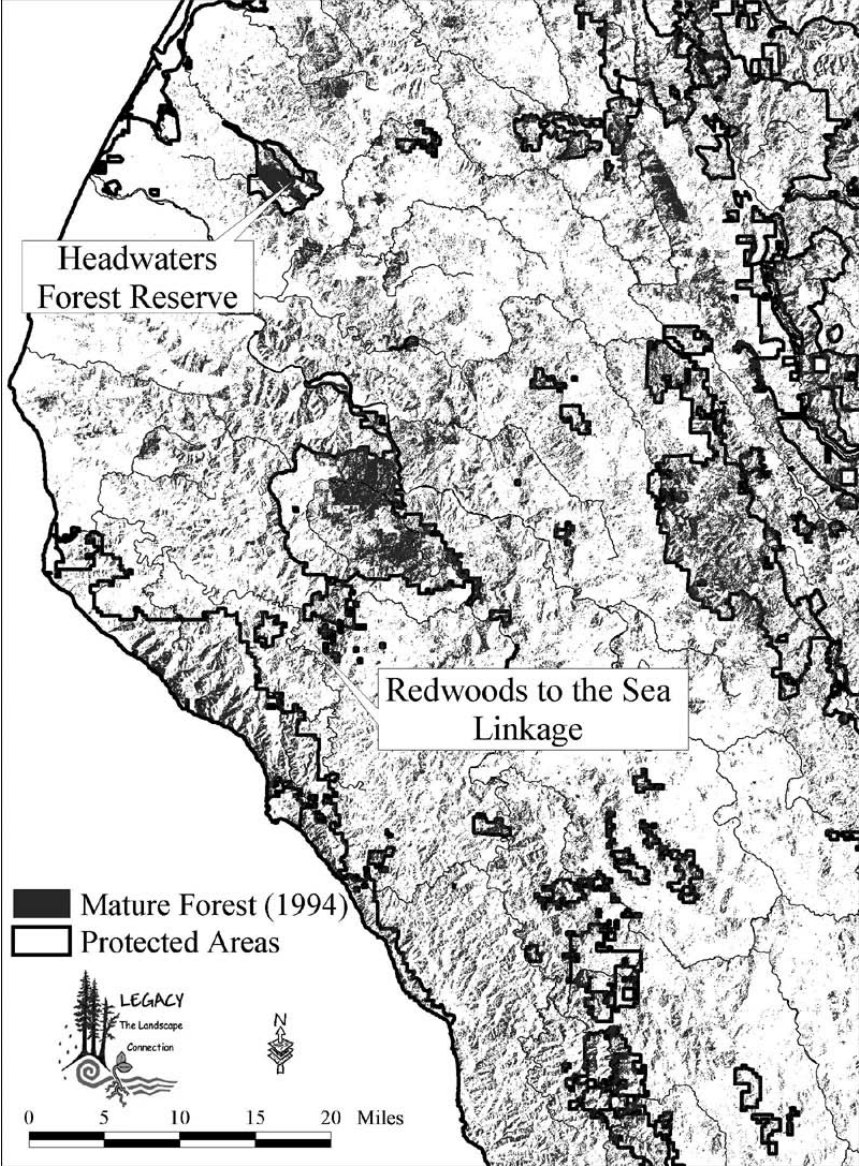 Headwaters
Forest Reserve
Redwoods to the Sea
Linkage
Mature Forest (1994)
Protected Areas
LEGACY
The Landscape
Connection
N
0 5 10 15 20 Miles